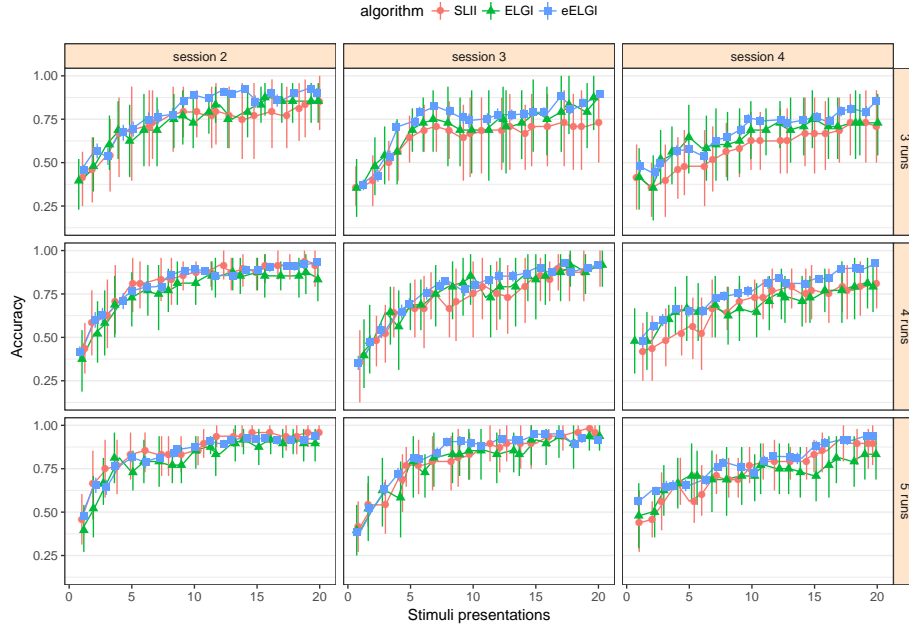 algorithm SLII ELGI eELGI
session 2 session 3 session 4
1.00
0.75
0.50
0.25
3 runs
1.00
0.75
0.50
0.25
4 runs
1.00
0.75
0.50
0.25
5 runs
Accuracy
0 5 10 15 20 0 5 10 15 20 0 5 10 15 20
Stimuli presentations